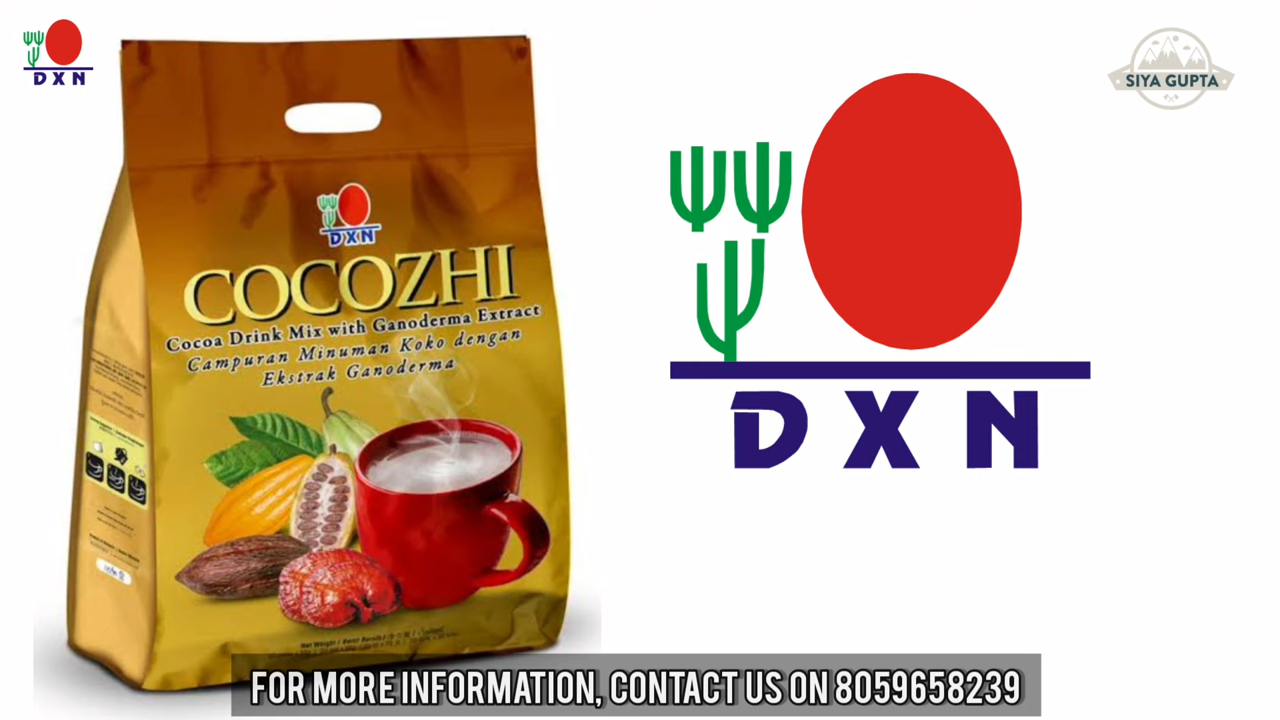 DXN
SIYA GUPTA
DXN
COCOZHI
Cocoa Drink Mix with Ganoderma Extract
Campuran Minuman Koko dengan
Ekstrak Ganoderma
DXN
FOR MORE INFORMATION, CONTACT US ON 8059658239